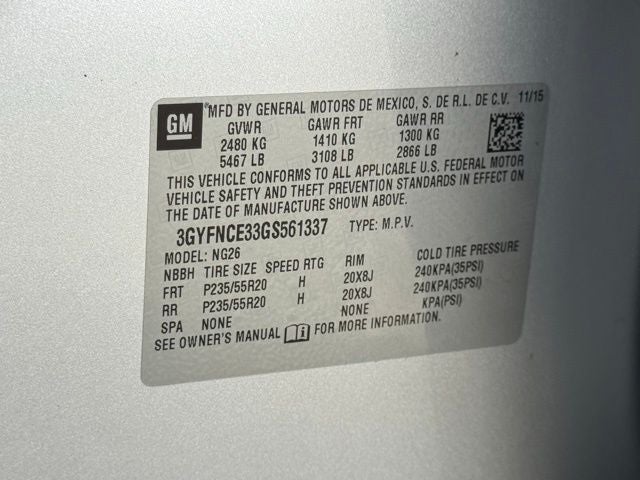 GM
®MFD BY GENERAL MOTORS DE MEXICO, S. DE R.L. DE C.V. 11/15
GVWR GAWR FRT GAWR RR
2480 KG 1410 KG 1300 KG
5467 LB 3108 LB 2866 LB
THIS VEHICLE CONFORMS TO ALL APPLICABLE U.S. FEDERAL MOTOR
VEHICLE SAFETY AND THEFT PREVENTION STANDARDS IN EFFECT ON
THE DATE OF MANUFACTURE SHOWN ABOVE.
3GYFNCE33GS561337 TYPE: M.P.V.
MODEL: NG26
NBBH TIRE SIZE SPEED RTG RIM COLD TIRE PRESSURE
FRT P235/55R20 H 20X8J 240KPA(35PSI)
RR P235/55R20 H 20X8J 240KPA(35PSI)
SPA NONE NONE KPA(PSI)
SEE OWNER'S MANUAL FOR MORE INFORMATION.